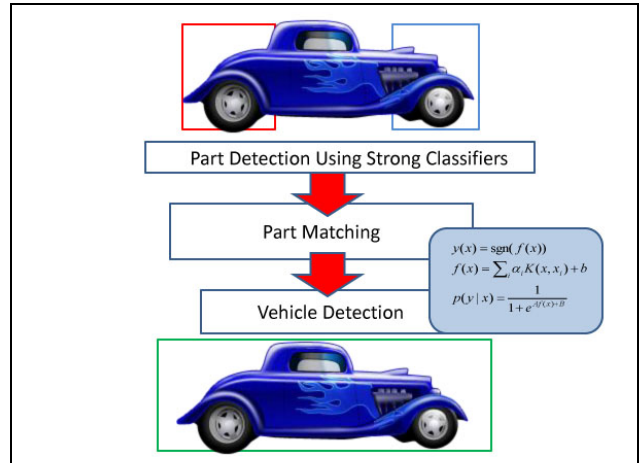 Part Detection Using Strong Classifiers
Part Matching
y(x) = sgn(f(x))
f(x) = ∑ᵢ αᵢ K(x, xᵢ) + b
p(y | x) = 1 / (1 + e^{Af(x)+B})
Vehicle Detection